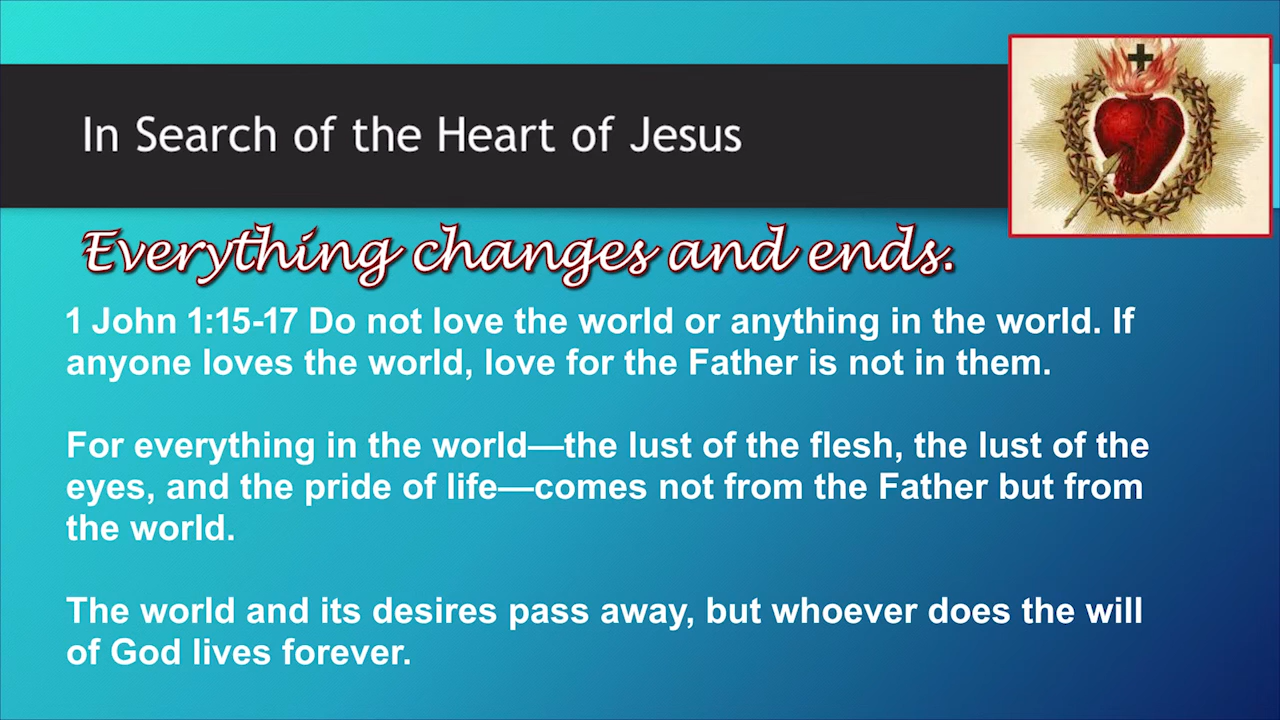 In Search of the Heart of Jesus
Everything changes and ends.
1 John 1:15-17 Do not love the world or anything in the world. If
anyone loves the world, love for the Father is not in them.
For everything in the world—the lust of the flesh, the lust of the
eyes, and the pride of life—comes not from the Father but from
the world.
The world and its desires pass away, but whoever does the will
of God lives forever.